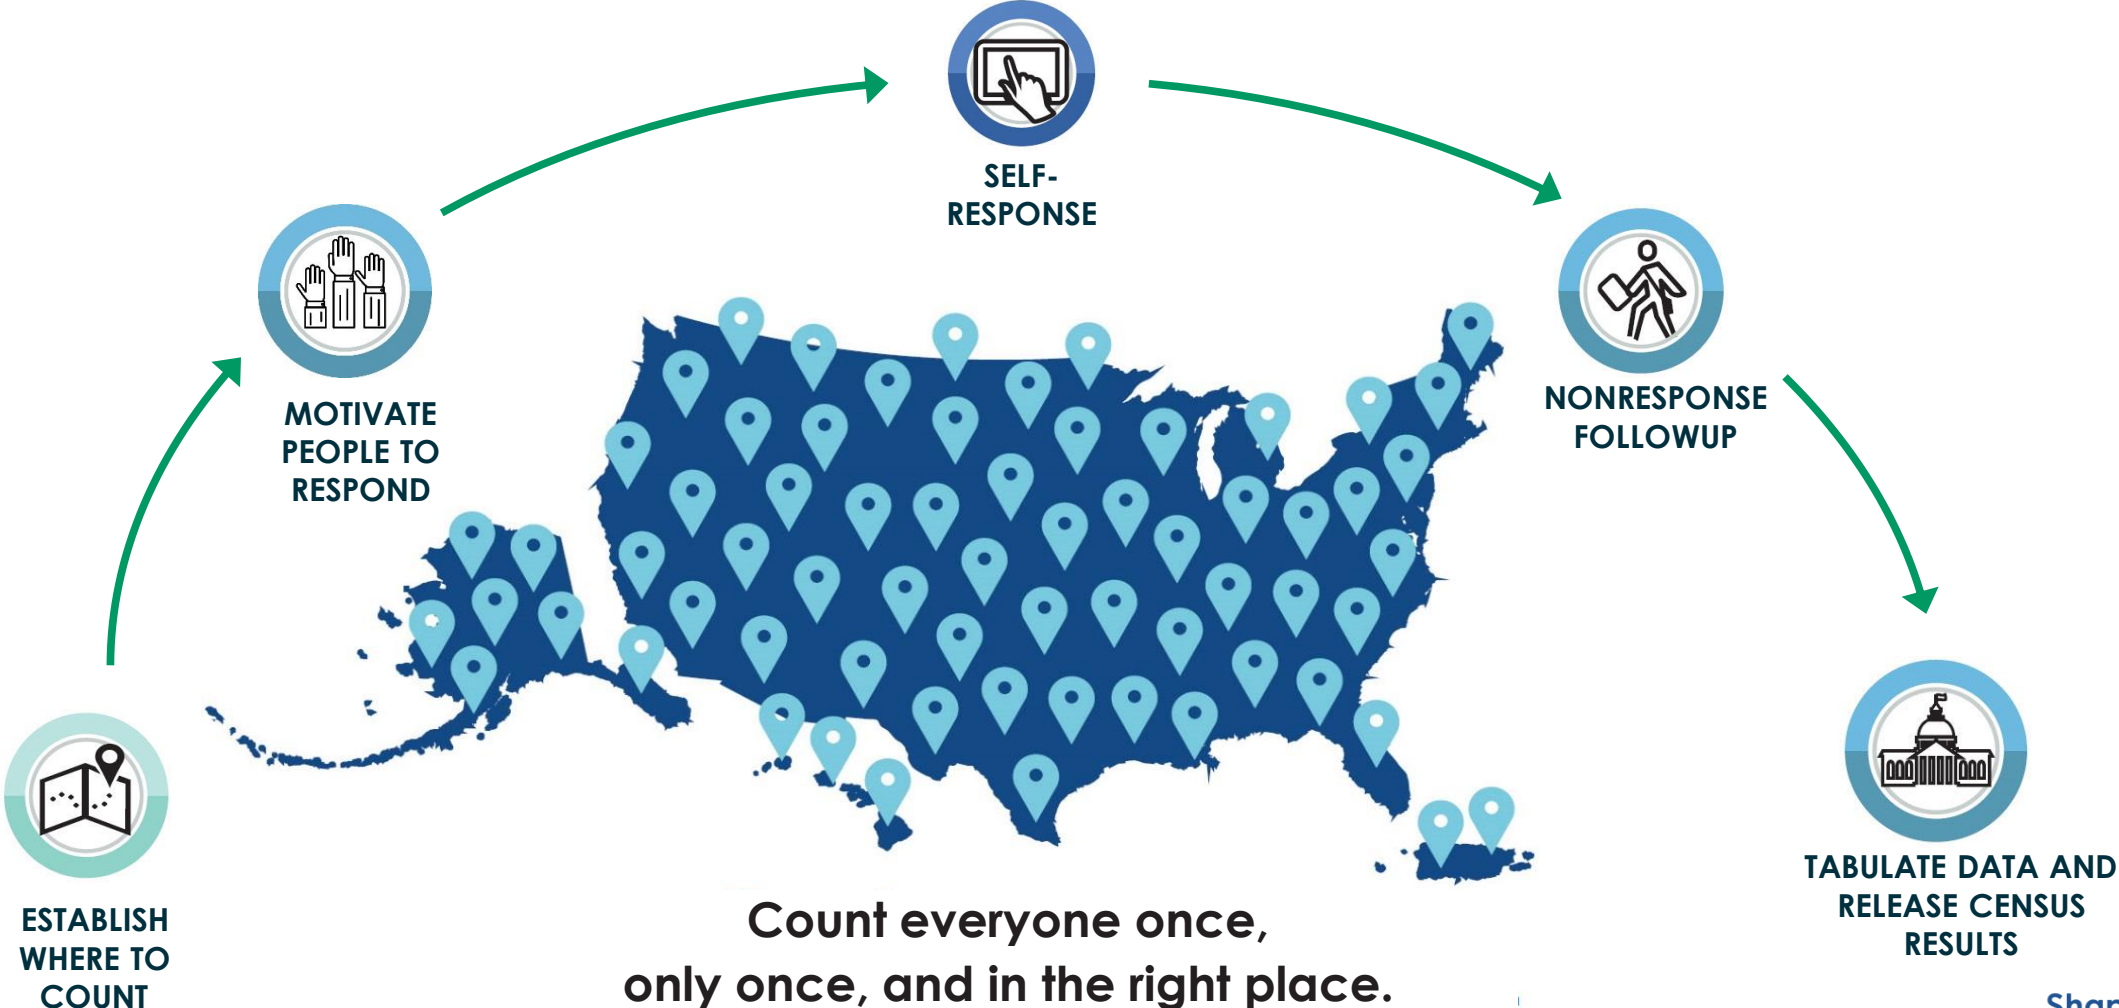 ESTABLISH
WHERE TO
COUNT
MOTIVATE
PEOPLE TO
RESPOND
SELF-
RESPONSE
NONRESPONSE
FOLLOWUP
TABULATE DATA AND
RELEASE CENSUS
RESULTS
Count everyone once,
only once, and in the right place.